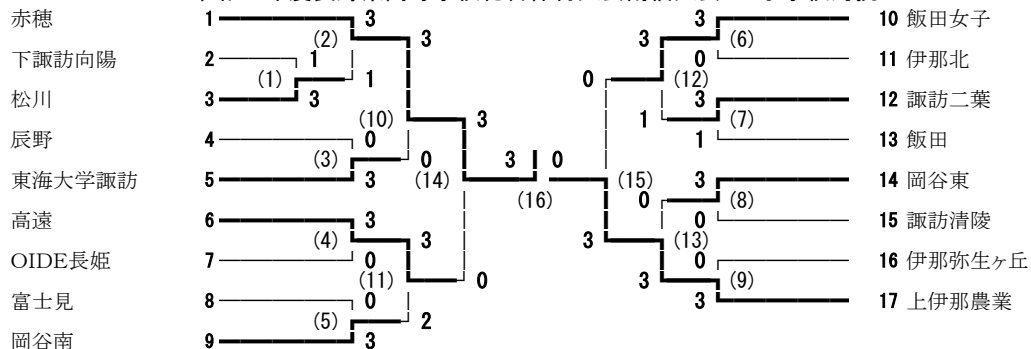 赤穂 1 3 3 10 飯田女子
(2) 3 3 (6)
下諏訪向陽 2 1 0 11 伊那北
(1) 1 0 (12)
松川 3 3 3 12 諏訪二葉
(10) 3 1 (7)
辰野 4 0 1 13 飯田
(3) 0 3 0
東海大学諏訪 5 3 (14) (16) (15) 3 14 岡谷東
0 (8)
高遠 6 3 0 15 諏訪清陵
(4) 3 3 (13)
OIDE長姫 7 0 0 16 伊那弥生ヶ丘
(11) 0 3 (9)
富士見 8 0 3 17 上伊那農業
(5) 2
岡谷南 9 3